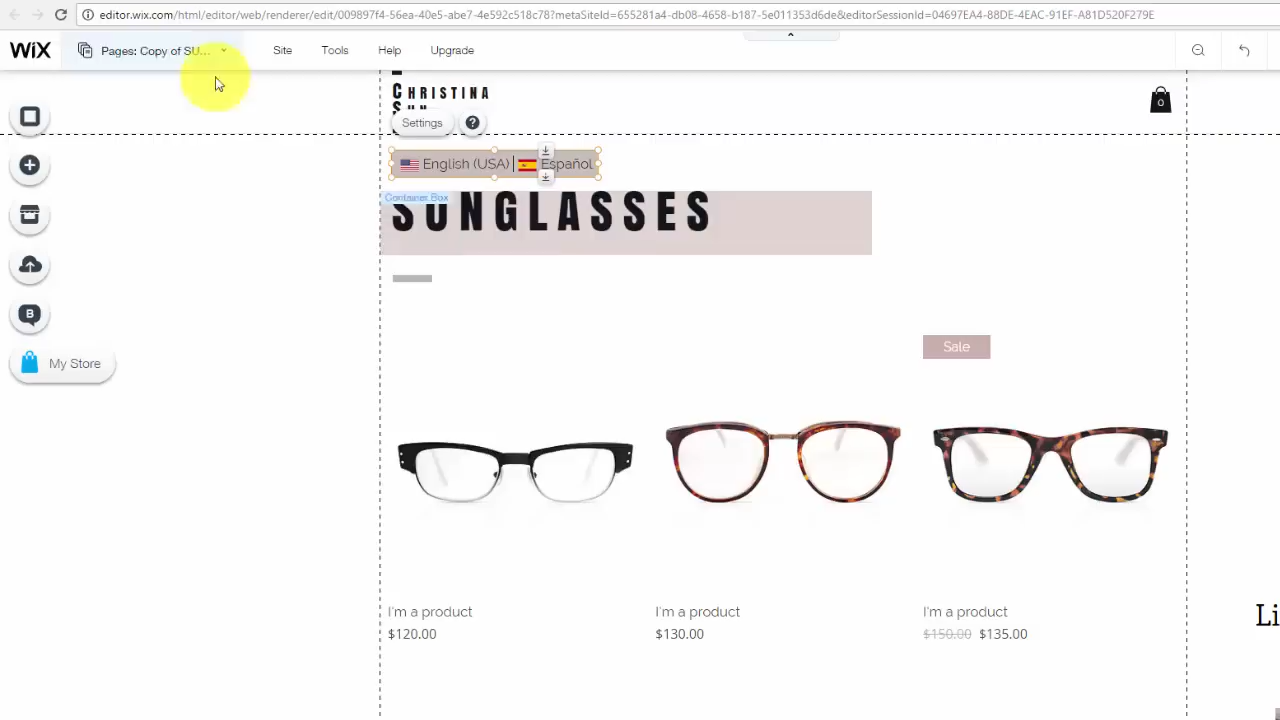 editor.wix.com/html/editor/web/renderer/edit/009897f4-56ea-40e5-abe7-4e592c518c78?metaSiteId=655281a4-db08-4658-b187-5e011353d6de&editorSessionId=04697EA4-88DE-4EAC-91EF-A81D520F279E
WiX Pages: Copy of SU... Site Tools Help Upgrade
CHRISTINA
0
Settings ?
English (USA) | Español
Container Box
SUNGLASSES
B
My Store
Sale
I'm a product I'm a product I'm a product
$120.00 $130.00 $150.00 $135.00
Li